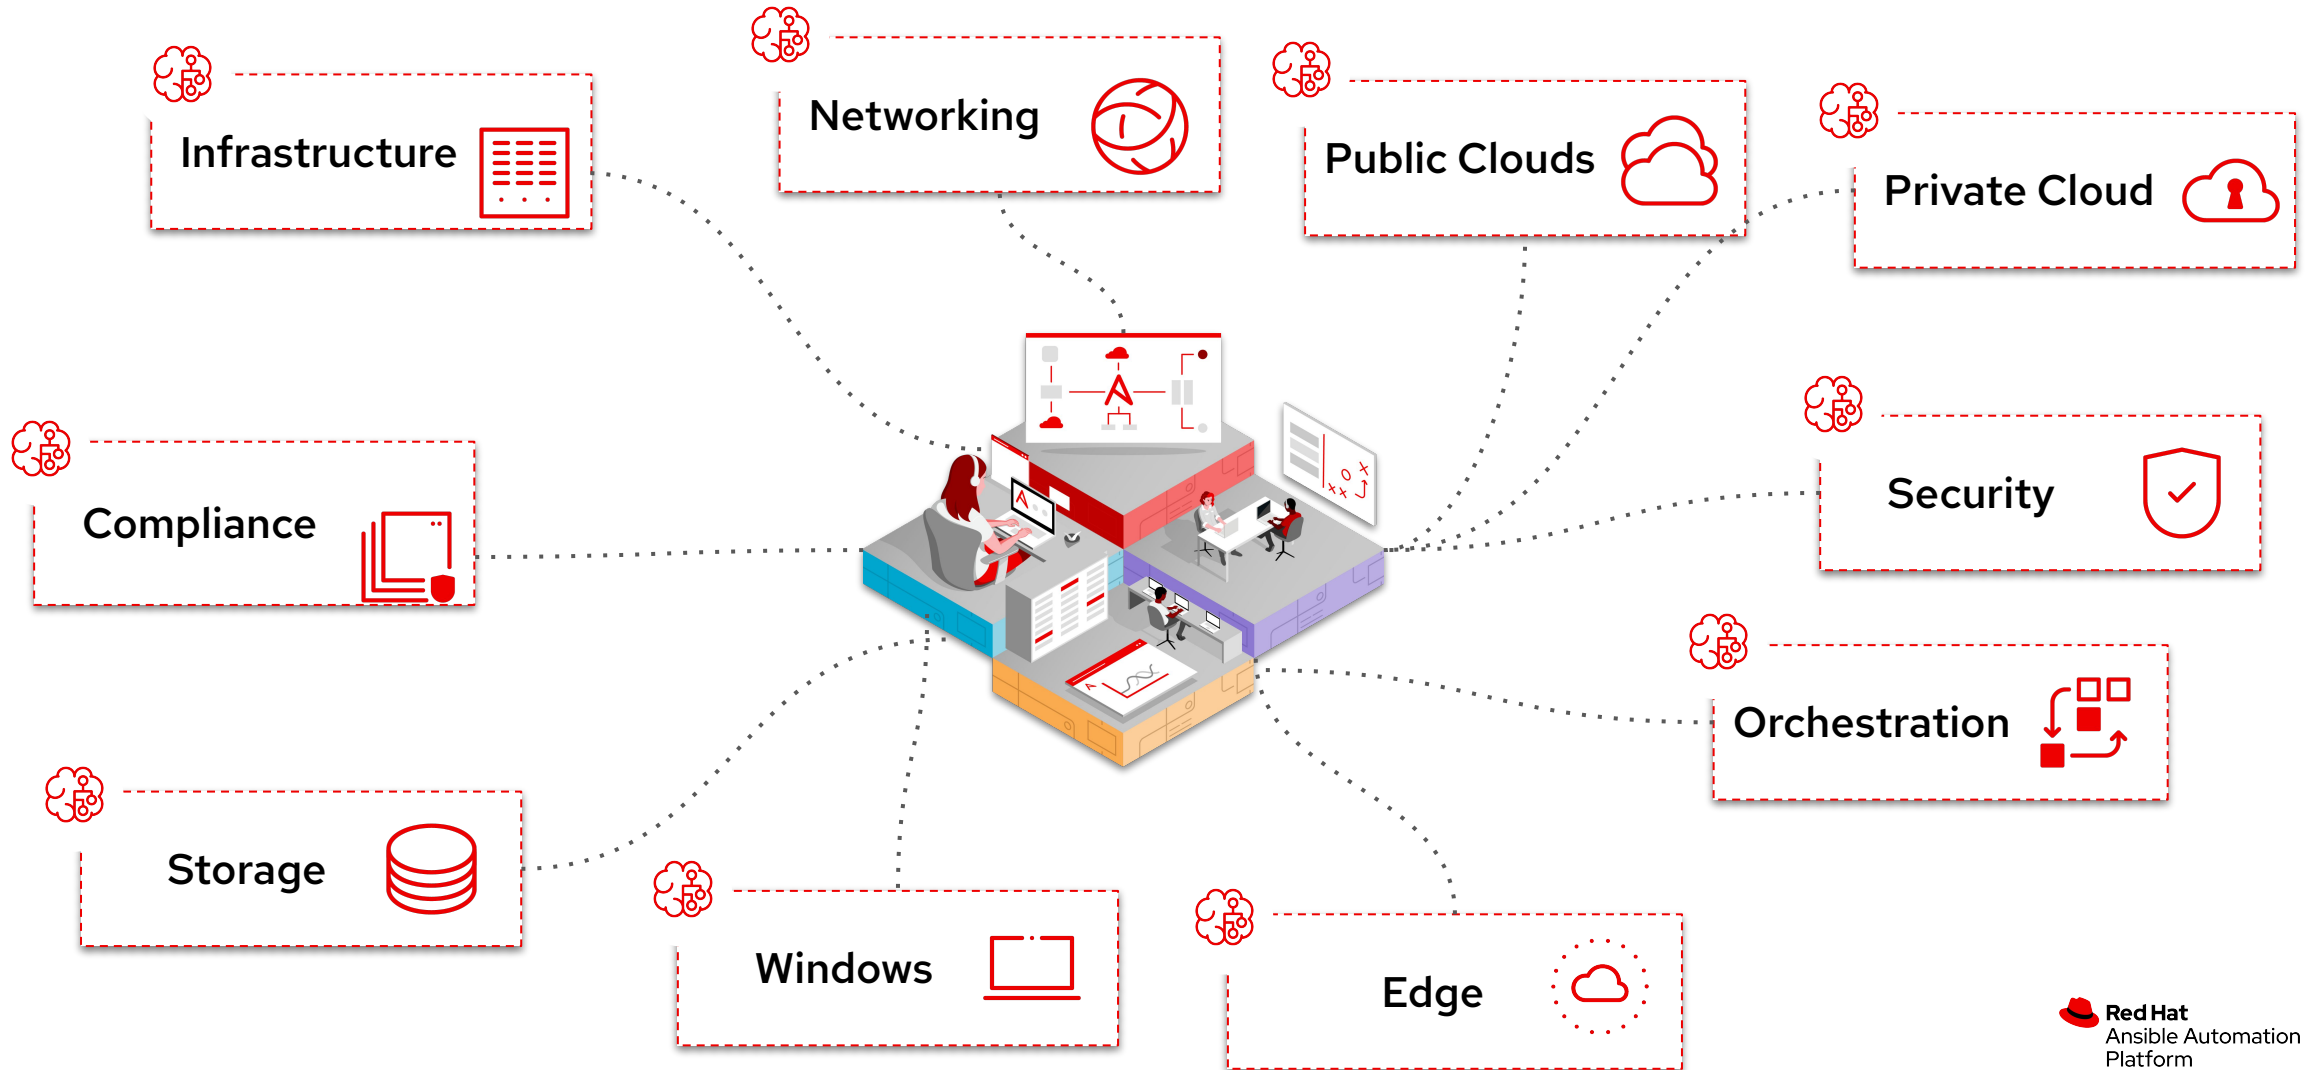 Infrastructure
Networking
Public Clouds
Private Cloud
Compliance
Security
Orchestration
Storage
Windows
Edge
Red Hat
Ansible Automation
Platform